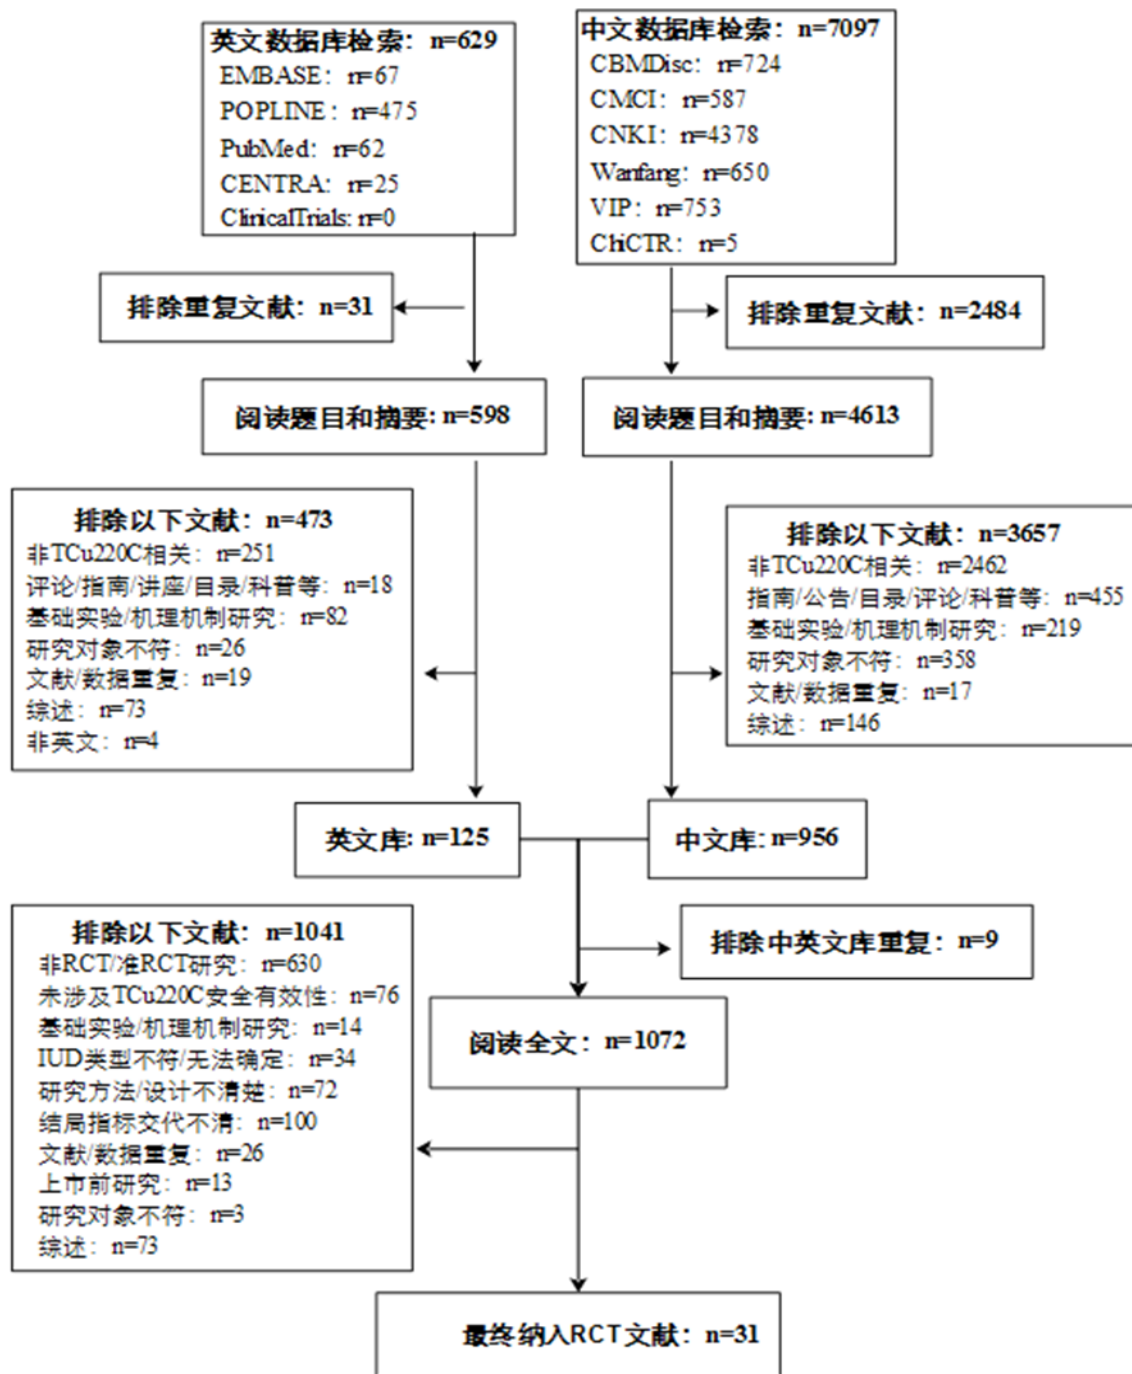 英文数据库检索：n=629
EMBASE：n=67
POPLINE：n=475
PubMed：n=62
CENTRA：n=25
ClinicalTrials: n=0
中文数据库检索：n=7097
CBMDisc：n=724
CMCI：n=587
CNKI：n=4378
Wanfang：n=650
VIP：n=753
ChiCTR：n=5
排除重复文献：n=31
排除重复文献：n=2484
阅读题目和摘要: n=598
阅读题目和摘要：n=4613
排除以下文献：n=473
非TCu220C相关：n=251
评论/指南/讲座/目录/科普等：n=18
基础实验/机理机制研究：n=82
研究对象不符：n=26
文献/数据重复：n=19
综述：n=73
非英文：n=4
排除以下文献：n=3657
非TCu220C相关：n=2462
指南/公告/目录/评论/科普等：n=455
基础实验/机理机制研究：n=219
研究对象不符：n=358
文献/数据重复：n=17
综述：n=146
英文库: n=125
中文库: n=956
排除中英文库重复：n=9
排除以下文献：n=1041
非RCT/准RCT研究：n=630
未涉及TCu220C安全有效性：n=76
基础实验/机理机制研究：n=14
IUD类型不符/无法确定：n=34
研究方法/设计不清楚：n=72
结局指标交代不清：n=100
文献/数据重复：n=26
上市前研究：n=13
研究对象不符：n=3
综述：n=73
阅读全文：n=1072
最终纳入RCT文献：n=31